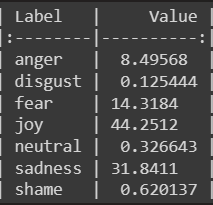 | Label    |     Value |
|:---------|----------:|
| anger    |  8.49568  |
| disgust  |  0.125444 |
| fear     | 14.3184   |
| joy      | 44.2512   |
| neutral  |  0.326643 |
| sadness  | 31.8411   |
| shame    |  0.620137 |